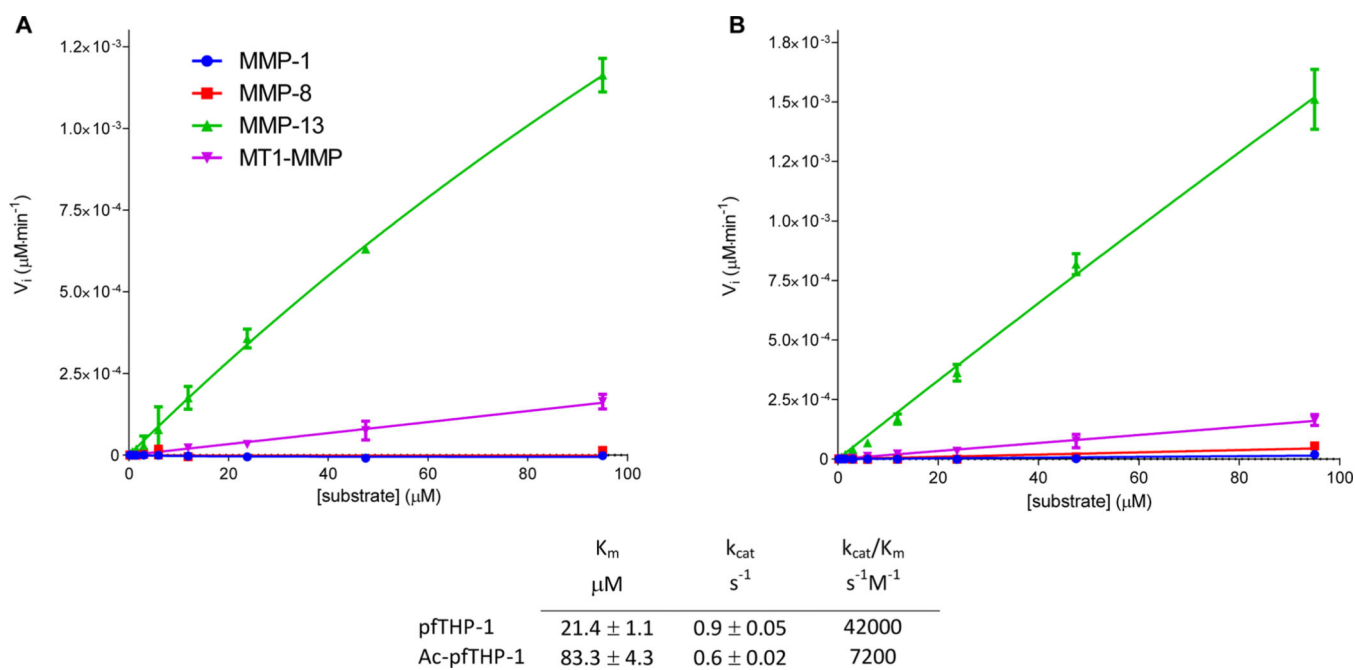 A
1.2×10⁻³
1.0×10⁻³
7.5×10⁻⁴
5.0×10⁻⁴
2.5×10⁻⁴
0
Vᵢ (μM·min⁻¹)
MMP-1
MMP-8
MMP-13
MT1-MMP
0 20 40 60 80 100
[substrate] (μM)
B
1.8×10⁻³
1.5×10⁻³
1.2×10⁻³
1.0×10⁻³
7.5×10⁻⁴
5.0×10⁻⁴
2.5×10⁻⁴
0
Vᵢ (μM·min⁻¹)
0 20 40 60 80 100
[substrate] (μM)
Kₘ k_cat k_cat/Kₘ
μM s⁻¹ s⁻¹M⁻¹
pfTHP-1 21.4 ± 1.1 0.9 ± 0.05 42000
Ac-pfTHP-1 83.3 ± 4.3 0.6 ± 0.02 7200